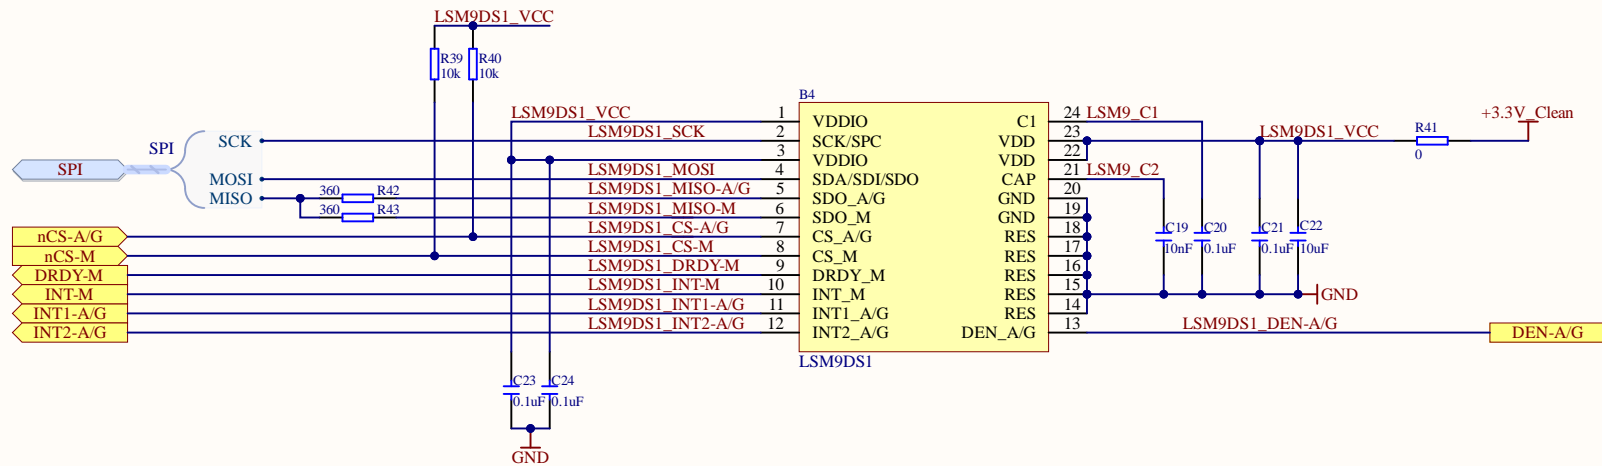 LSM9DS1_VCC
R39
10k
R40
10k
B4
LSM9DS1_VCC 1 VDDIO C1 24 LSM9_C1
+3.3V_Clean
SPI SCK LSM9DS1_SCK 2 SCK/SPC VDD 23 LSM9DS1_VCC R41
0
3 VDDIO VDD 22
SPI MOSI LSM9DS1_MOSI 4 SDA/SDI/SDO CAP 21 LSM9_C2
MISO 360 R42 LSM9DS1_MISO-A/G 5 SDO_A/G GND 20
360 R43 LSM9DS1_MISO-M 6 SDO_M GND 19
nCS-A/G LSM9DS1_CS-A/G 7 CS_A/G RES 18
C19 C20 C21 C22
10nF 0.1uF 0.1uF 10uF
nCS-M LSM9DS1_CS-M 8 CS_M RES 17
DRDY-M LSM9DS1_DRDY-M 9 DRDY_M RES 16
INT-M LSM9DS1_INT-M 10 INT_M RES 15 GND
INT1-A/G LSM9DS1_INT1-A/G 11 INT1_A/G RES 14
INT2-A/G LSM9DS1_INT2-A/G 12 INT2_A/G DEN_A/G 13 LSM9DS1_DEN-A/G DEN-A/G
LSM9DS1
C23 C24
0.1uF 0.1uF
GND